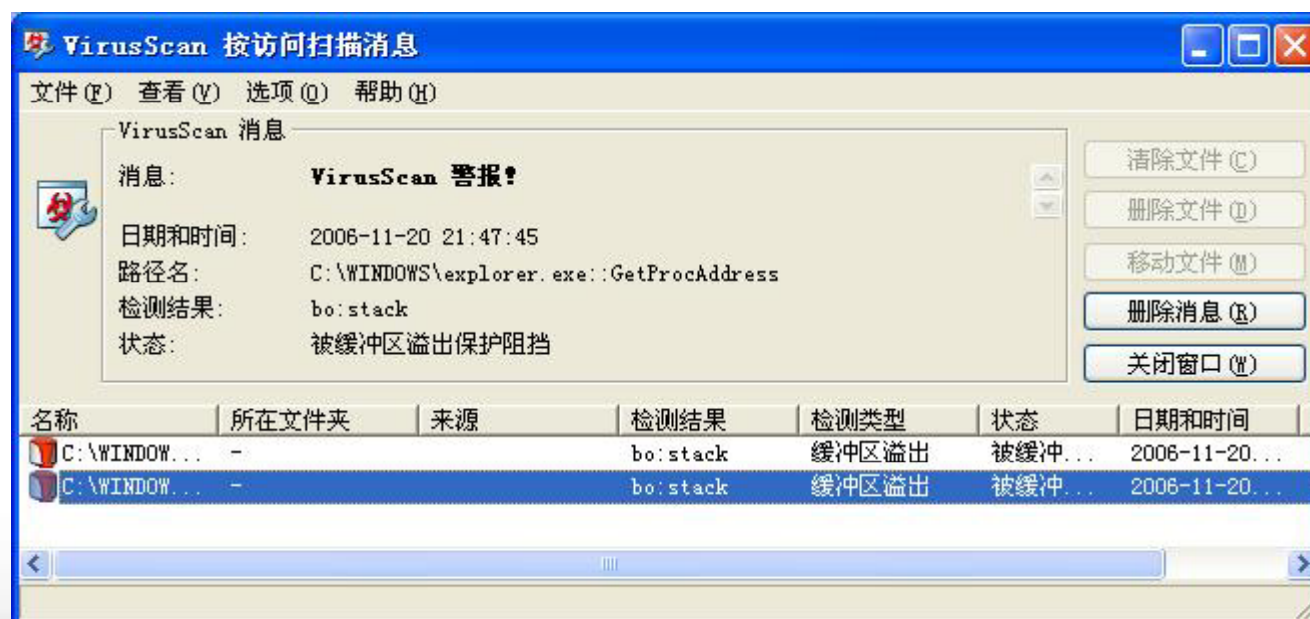 VirusScan 按访问扫描消息
文件(F) 查看(V) 选项(O) 帮助(H)
VirusScan 消息
消息: VirusScan 警报!
日期和时间: 2006-11-20 21:47:45
路径名: C:\WINDOWS\explorer.exe::GetProcAddress
检测结果: bo:stack
状态: 被缓冲区溢出保护阻挡
清除文件(C)
删除文件(D)
移动文件(M)
删除消息(R)
关闭窗口(W)
名称 所在文件夹 来源 检测结果 检测类型 状态 日期和时间
C:\WINDOW... - bo:stack 缓冲区溢出 被缓冲... 2006-11-20...
C:\WINDOW... - bo:stack 缓冲区溢出 被缓冲... 2006-11-20...